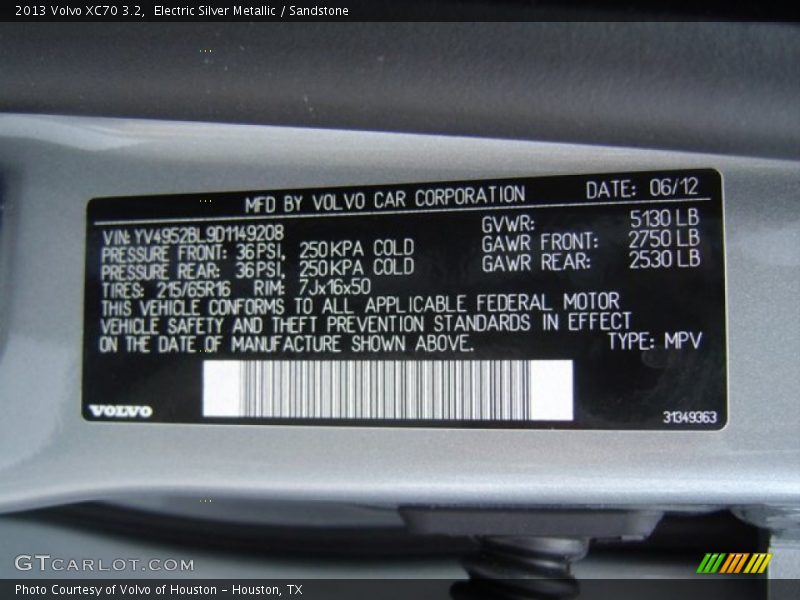 2013 Volvo XC70 3.2, Electric Silver Metallic / Sandstone
MFD BY VOLVO CAR CORPORATION DATE: 06/12
VIN: YV4952BL9D1149208 GVWR: 5130 LB
PRESSURE FRONT: 36PSI, 250KPA COLD GAWR FRONT: 2750 LB
PRESSURE REAR: 36PSI, 250KPA COLD GAWR REAR: 2530 LB
TIRES: 215/65R16 RIM: 7Jx16x50
THIS VEHICLE CONFORMS TO ALL APPLICABLE FEDERAL MOTOR
VEHICLE SAFETY AND THEFT PREVENTION STANDARDS IN EFFECT
ON THE DATE OF MANUFACTURE SHOWN ABOVE. TYPE: MPV
VOLVO 31349363
GTCARLOT.COM
Photo Courtesy of Volvo of Houston - Houston, TX